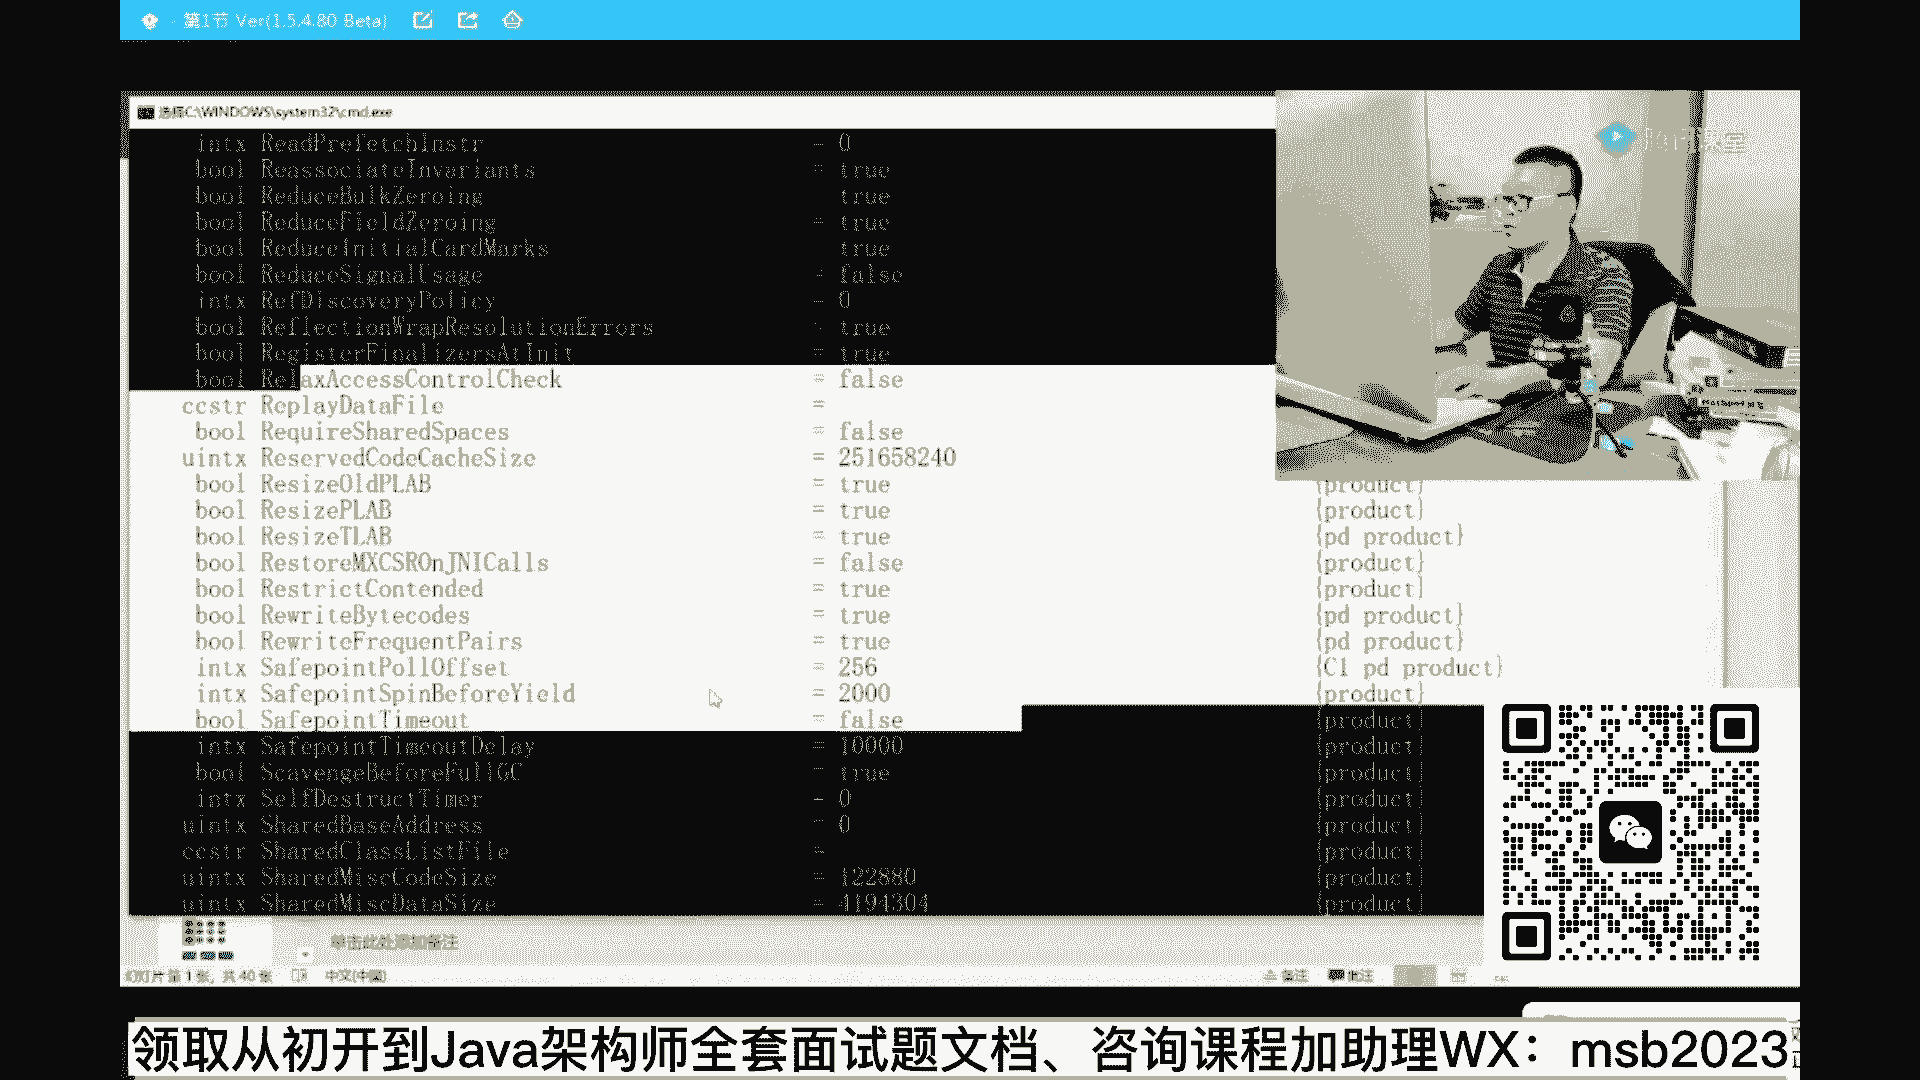 第1节 Ver(1.5.4.80 Beta)
选择C:\WINDOWS\system32\cmd.exe
腾讯课堂
intx ReadPrefetchInstr = 0
bool ReassociateInvariants = true
bool ReduceBulkZeroing = true
bool ReduceFieldZeroing = true
bool ReduceInitialCardMarks = true
bool ReduceSignalUsage = false
intx RefDiscoveryPolicy = 0
bool ReflectionWrapResolutionErrors = true
bool RegisterFinalizersAtInit = true
bool RelaxAccessControlCheck = false
ccstr ReplayDataFile =
bool RequireSharedSpaces = false
uintx ReservedCodeCacheSize = 251658240
bool ResizeOldPLAB = true {product}
bool ResizePLAB = true {product}
bool ResizeTLAB = true {pd product}
bool RestoreMXCSROnJNICalls = false {product}
bool RestrictContended = true {product}
bool RewriteBytecodes = true {pd product}
bool RewriteFrequentPairs = true {pd product}
intx SafepointPollOffset = 256 {C1 pd product}
intx SafepointSpinBeforeYield = 2000 {product}
bool SafepointTimeout = false {product}
intx SafepointTimeoutDelay = 10000 {product}
bool ScavengeBeforeFullGC = true {product}
intx SelfDestructTimer = 0 {product}
uintx SharedBaseAddress = 0 {product}
ccstr SharedClassListFile = {product}
uintx SharedMiscCodeSize = 122880 {product}
uintx SharedMiscDataSize = 4194304 {product}
单击此处添加备注
幻灯片 第 1 张，共 40 张 中文(中国) 备注 批注
领取从初开到Java架构师全套面试题文档、咨询课程加助理WX：msb2023